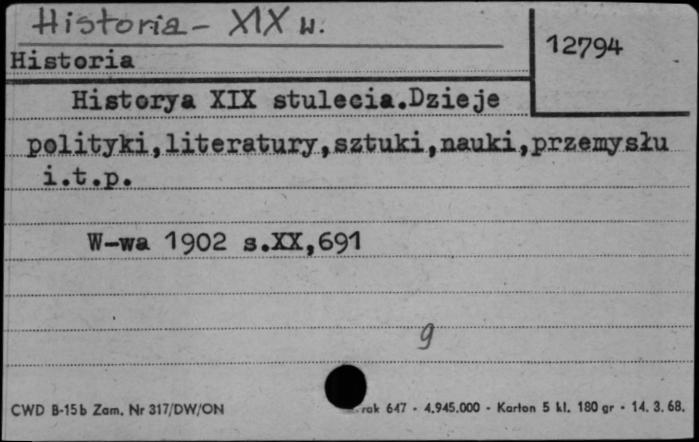 Historia - XIX w.
12794
Historia
Historya XIX stulecia.Dzieje
polityki,literatury,sztuki,nauki,przemysłu
i.t.p.
W-wa 1902 s.XX,691
9
CWD B-15b Zam. Nr 317/DW/ON rak 647 - 4.945.000 - Karton 5 kl. 180 gr - 14. 3. 68.